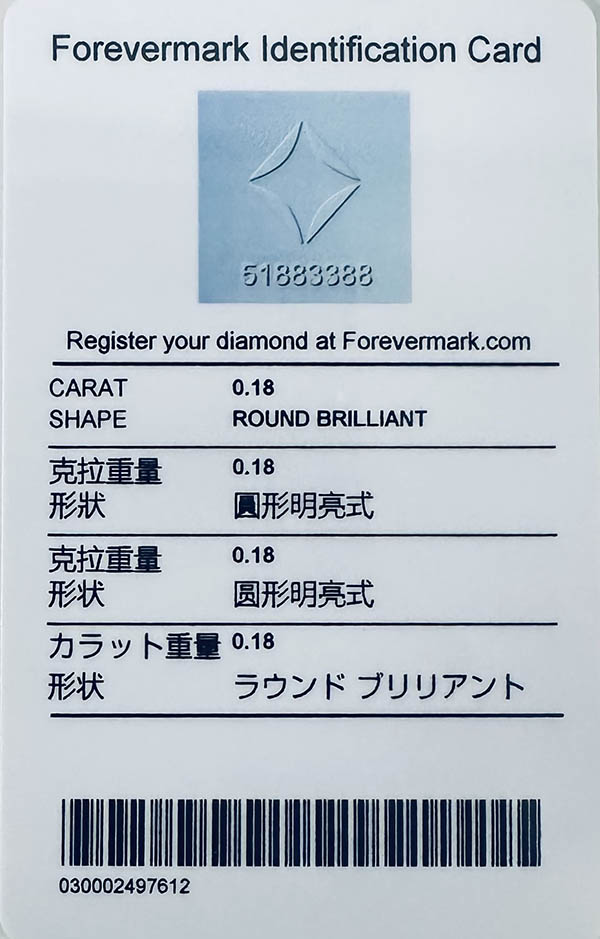 Forevermark Identification Card
51883388
Register your diamond at Forevermark.com
CARAT 0.18
SHAPE ROUND BRILLIANT
克拉重量 0.18
形狀 圓形明亮式
克拉重量 0.18
形状 圆形明亮式
カラット重量 0.18
形状 ラウンド ブリリアント
030002497612